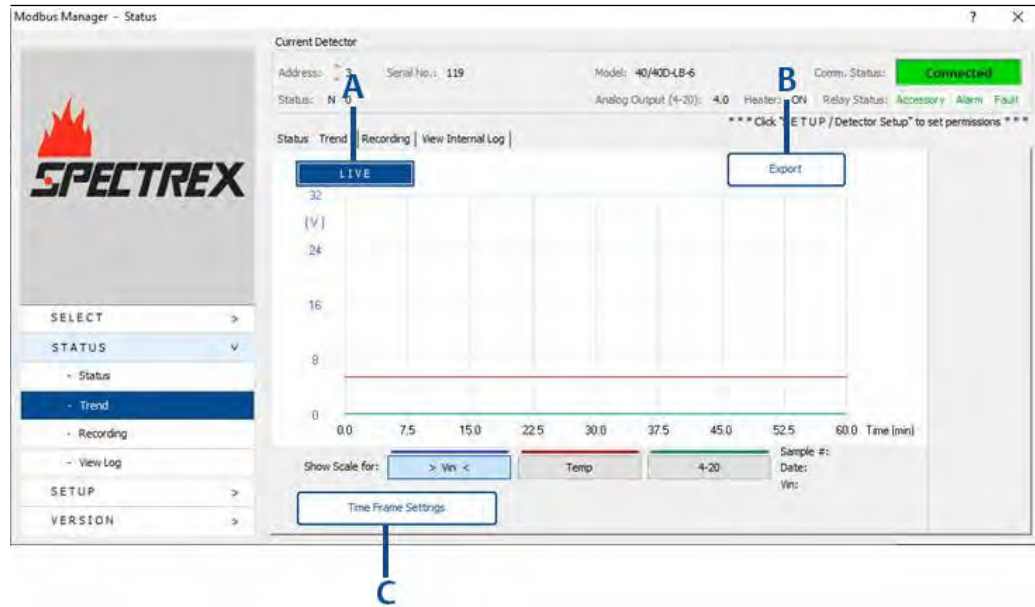 Modbus Manager - Status ? ×
Current Detector
Address: 3 Serial No.: 119 Model: 40/40D-LB-6 Comm. Status: Connected
Status: N 0 Analog Output (4-20): 4.0 Heater: ON Relay Status: Accessory Alarm Fault
A
B
* * * Click "SETUP / Detector Setup" to set permissions * * *
Status Trend Recording View Internal Log
LIVE
Export
SPECTREX
32
(V)
24
16
8
0
0.0 7.5 15.0 22.5 30.0 37.5 45.0 52.5 60.0 Time (min)
SELECT >
STATUS v
- Status
- Trend
- Recording
- View Log
SETUP >
VERSION >
Show Scale for: > Vin < Temp 4-20
Sample #:
Date:
Vin:
Time Frame Settings
C